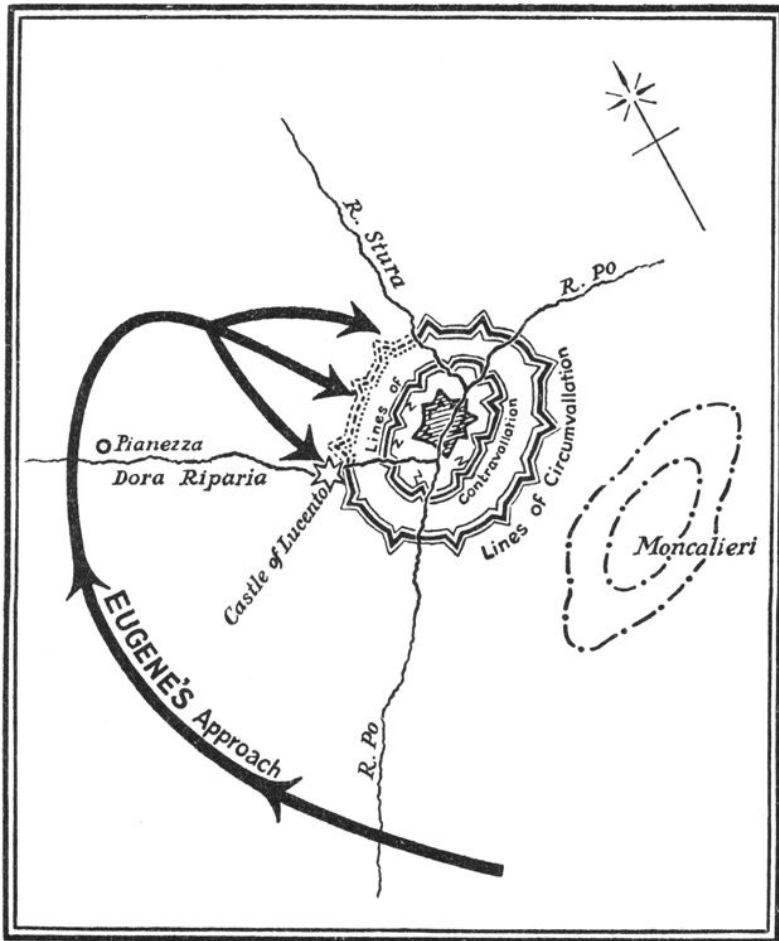 R. Stura
R. Po
Lines of
Contravallation
Lines of Circumvallation
Pianezza
Dora Riparia
Castle of Lucento
Moncalieri
EUGENE'S Approach
R. Po